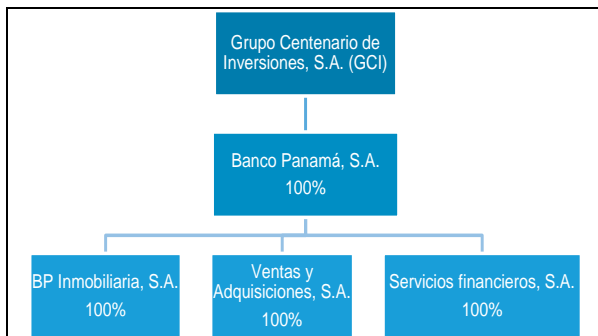 Grupo Centenario de
Inversiones, S.A. (GCI)
Banco Panamá, S.A.
100%
BP Inmobiliaria, S.A.
100%
Ventas y
Adquisiciones, S.A.
100%
Servicios financieros, S.A.
100%